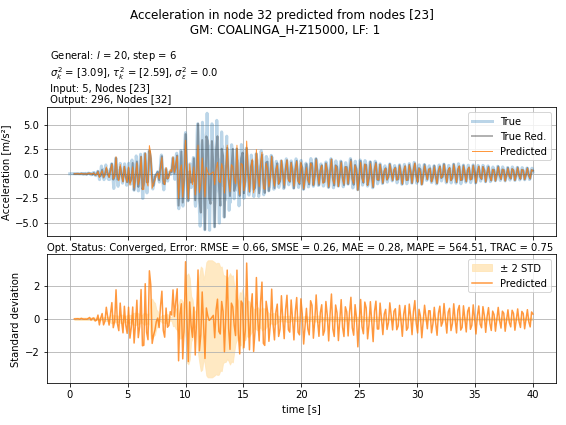 Acceleration in node 32 predicted from nodes [23]
GM: COALINGA_H-Z15000, LF: 1
General: l = 20, step = 6
σ²ₖ = [3.09], τ²ₖ = [2.59], σ²ε = 0.0
Input: 5, Nodes [23]
Output: 296, Nodes [32]
Acceleration [m/s²]
5.0
2.5
0.0
−2.5
−5.0
True
True Red.
Predicted
Opt. Status: Converged, Error: RMSE = 0.66, SMSE = 0.26, MAE = 0.28, MAPE = 564.51, TRAC = 0.75
Standard deviation
2
0
−2
± 2 STD
Predicted
0 5 10 15 20 25 30 35 40
time [s]